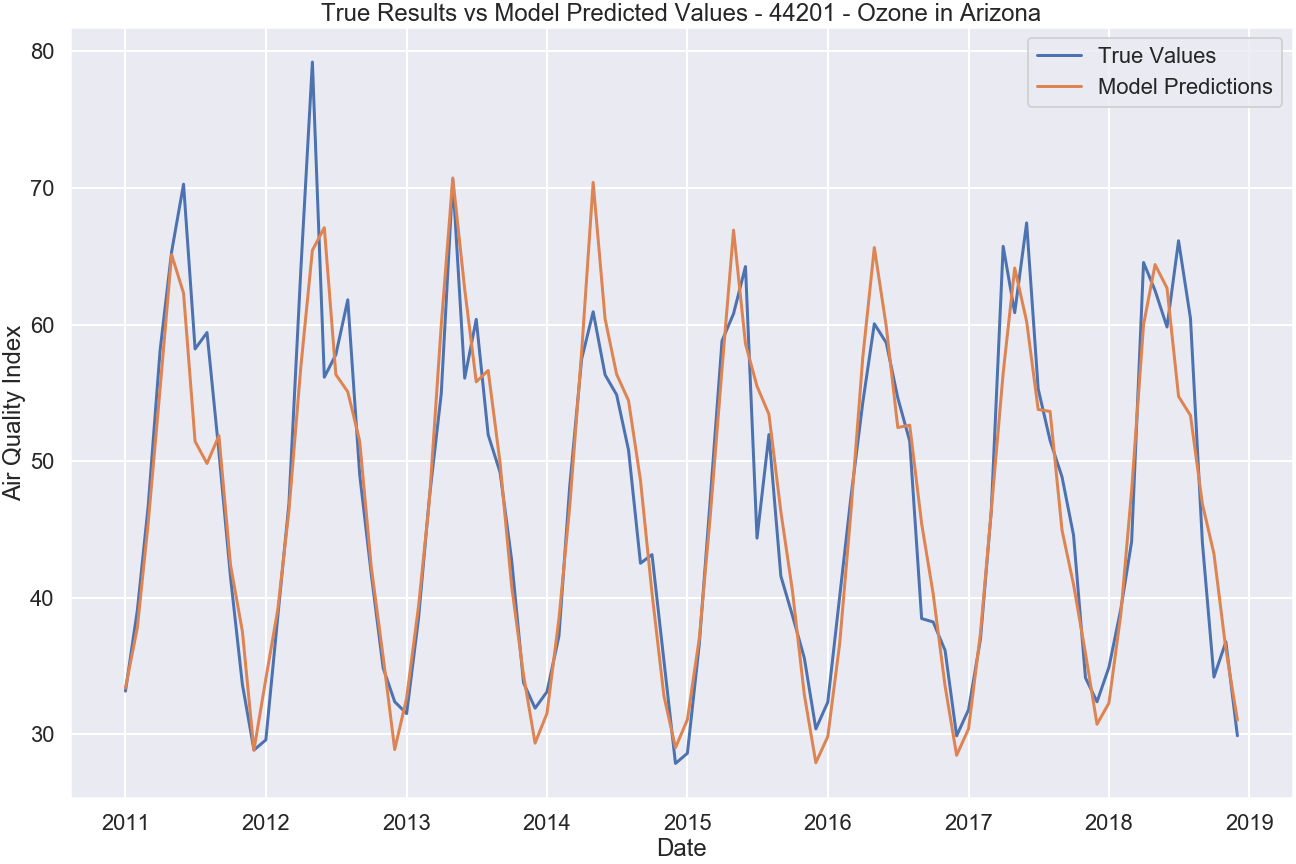 True Results vs Model Predicted Values - 44201 - Ozone in Arizona
True Values
Model Predictions
Air Quality Index
80
70
60
50
40
30
2011 2012 2013 2014 2015 2016 2017 2018 2019
Date